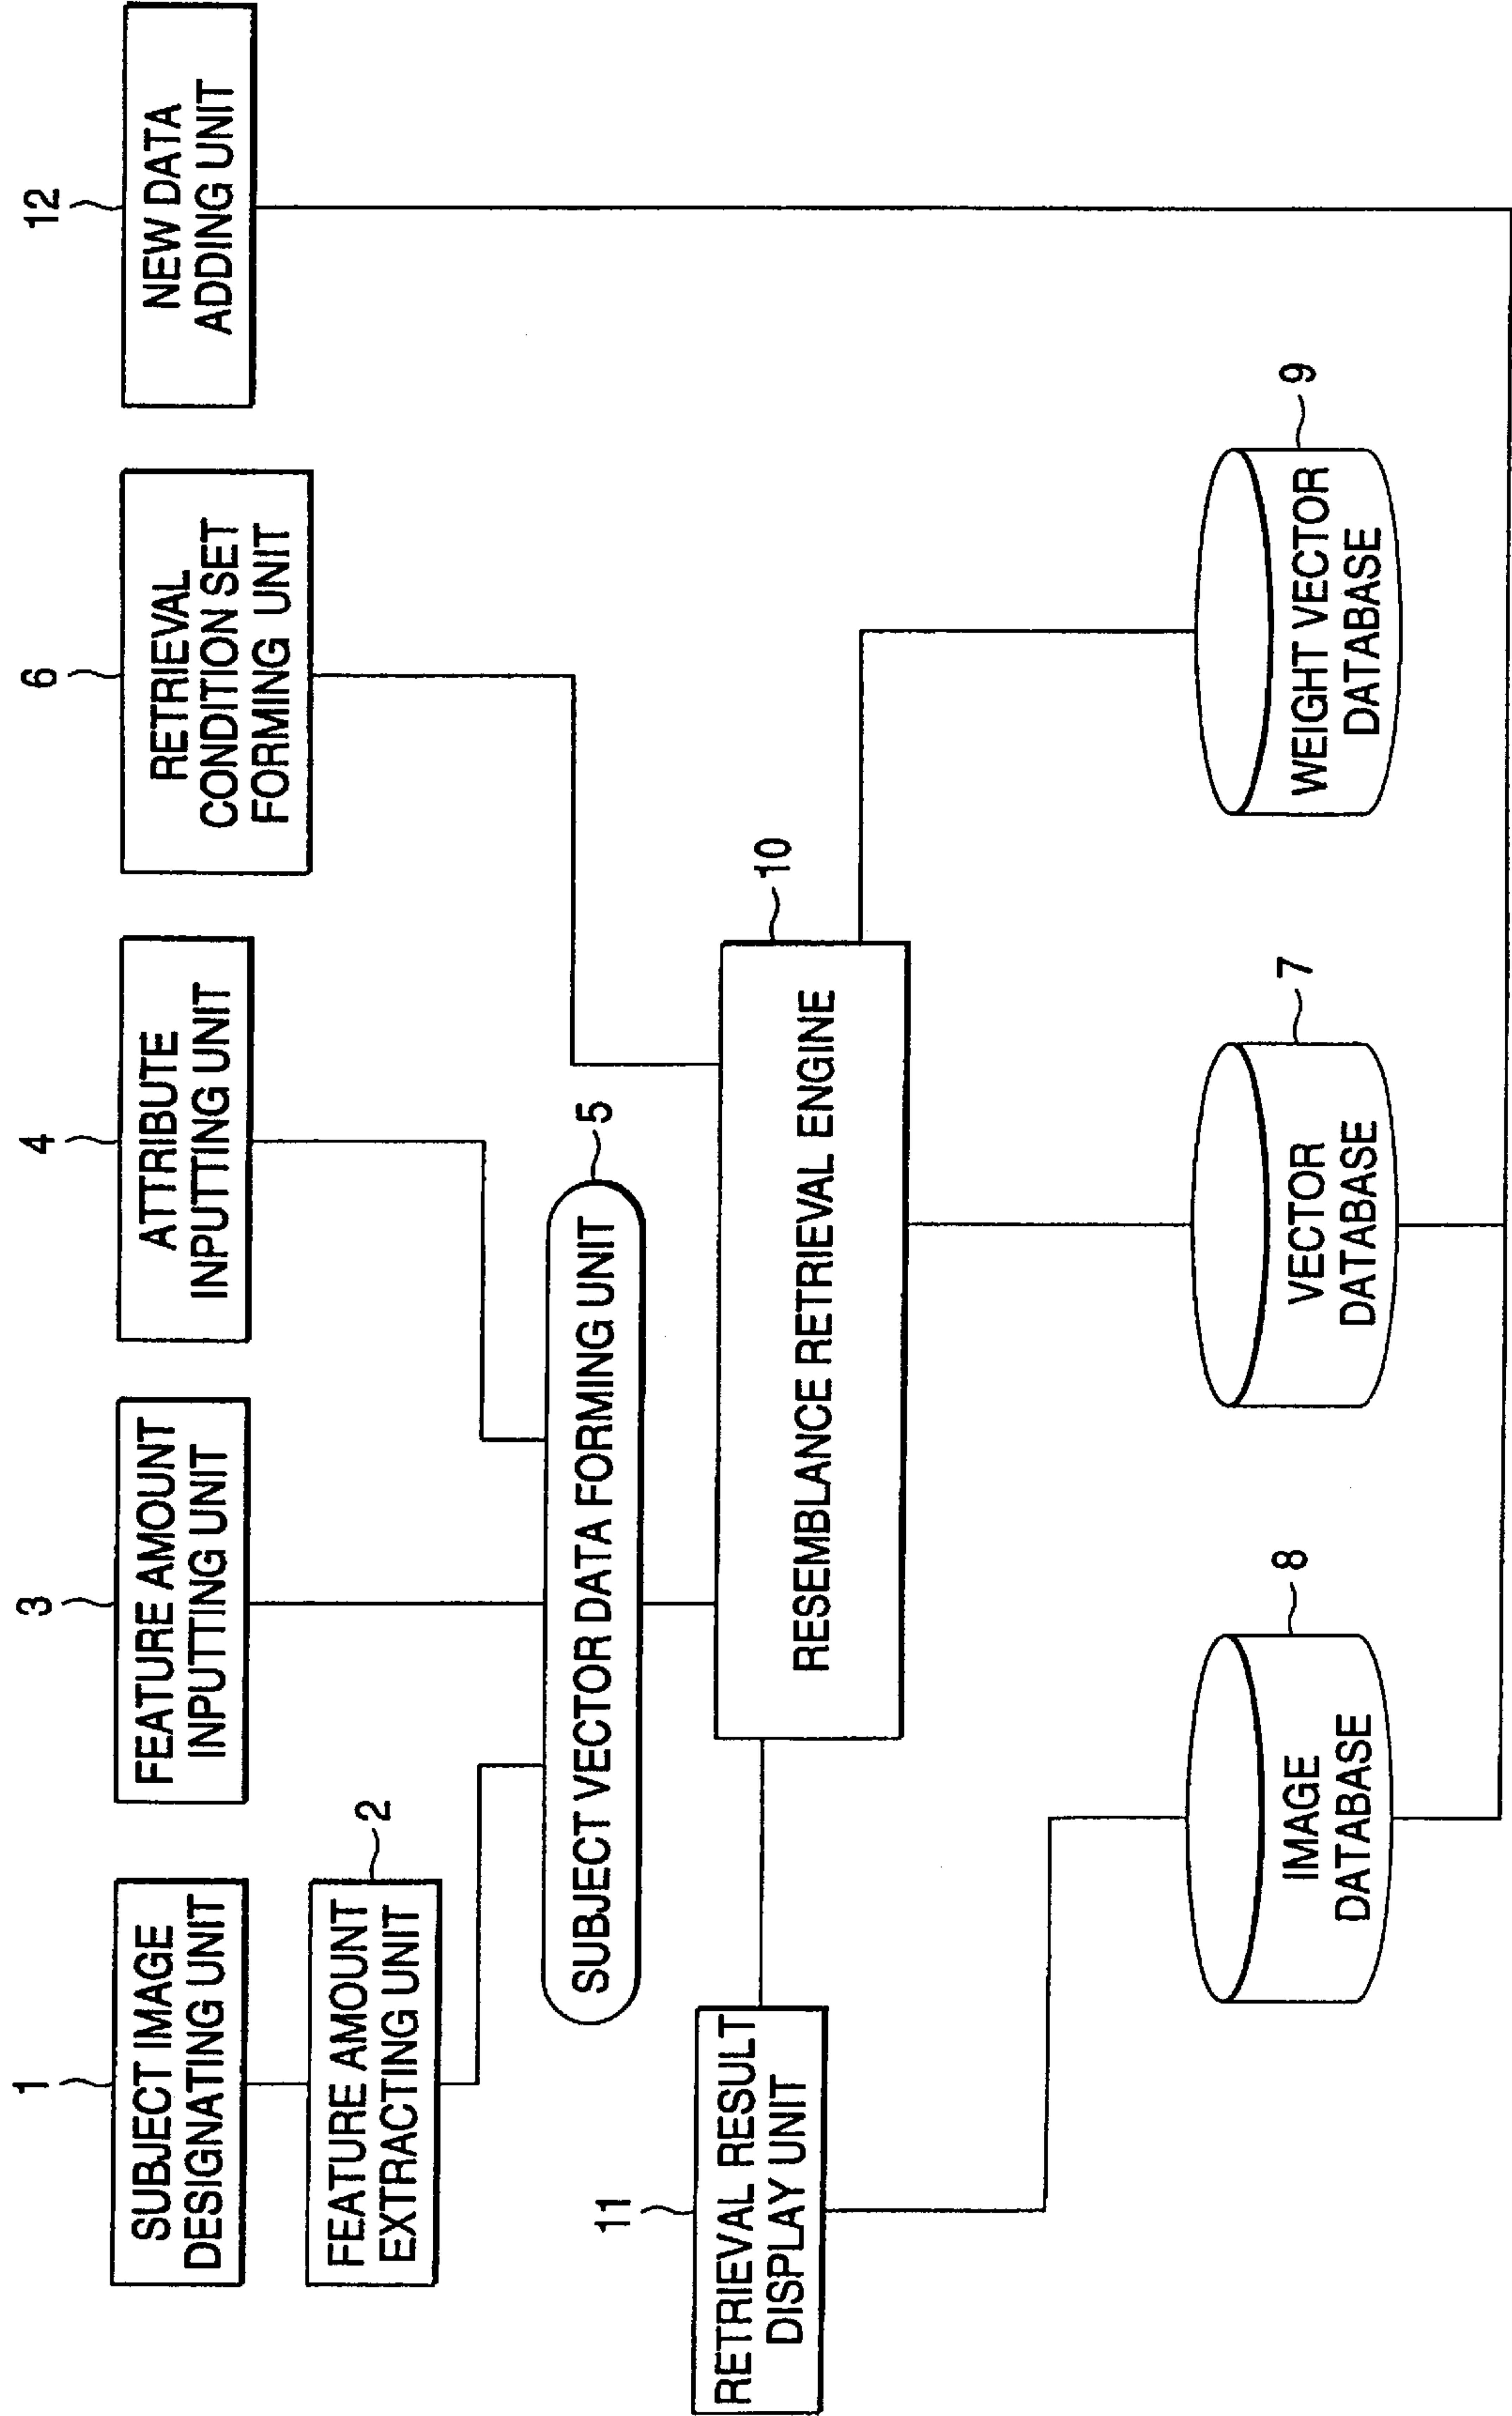 1
SUBJECT IMAGE
DESIGNATING UNIT
2
FEATURE AMOUNT
EXTRACTING UNIT
3
FEATURE AMOUNT
INPUTTING UNIT
4
ATTRIBUTE
INPUTTING UNIT
6
RETRIEVAL
CONDITION SET
FORMING UNIT
12
NEW DATA
ADDING UNIT
5
SUBJECT VECTOR DATA FORMING UNIT
11
RETRIEVAL RESULT
DISPLAY UNIT
10
RESEMBLANCE RETRIEVAL ENGINE
8
IMAGE
DATABASE
7
VECTOR
DATABASE
9
WEIGHT VECTOR
DATABASE